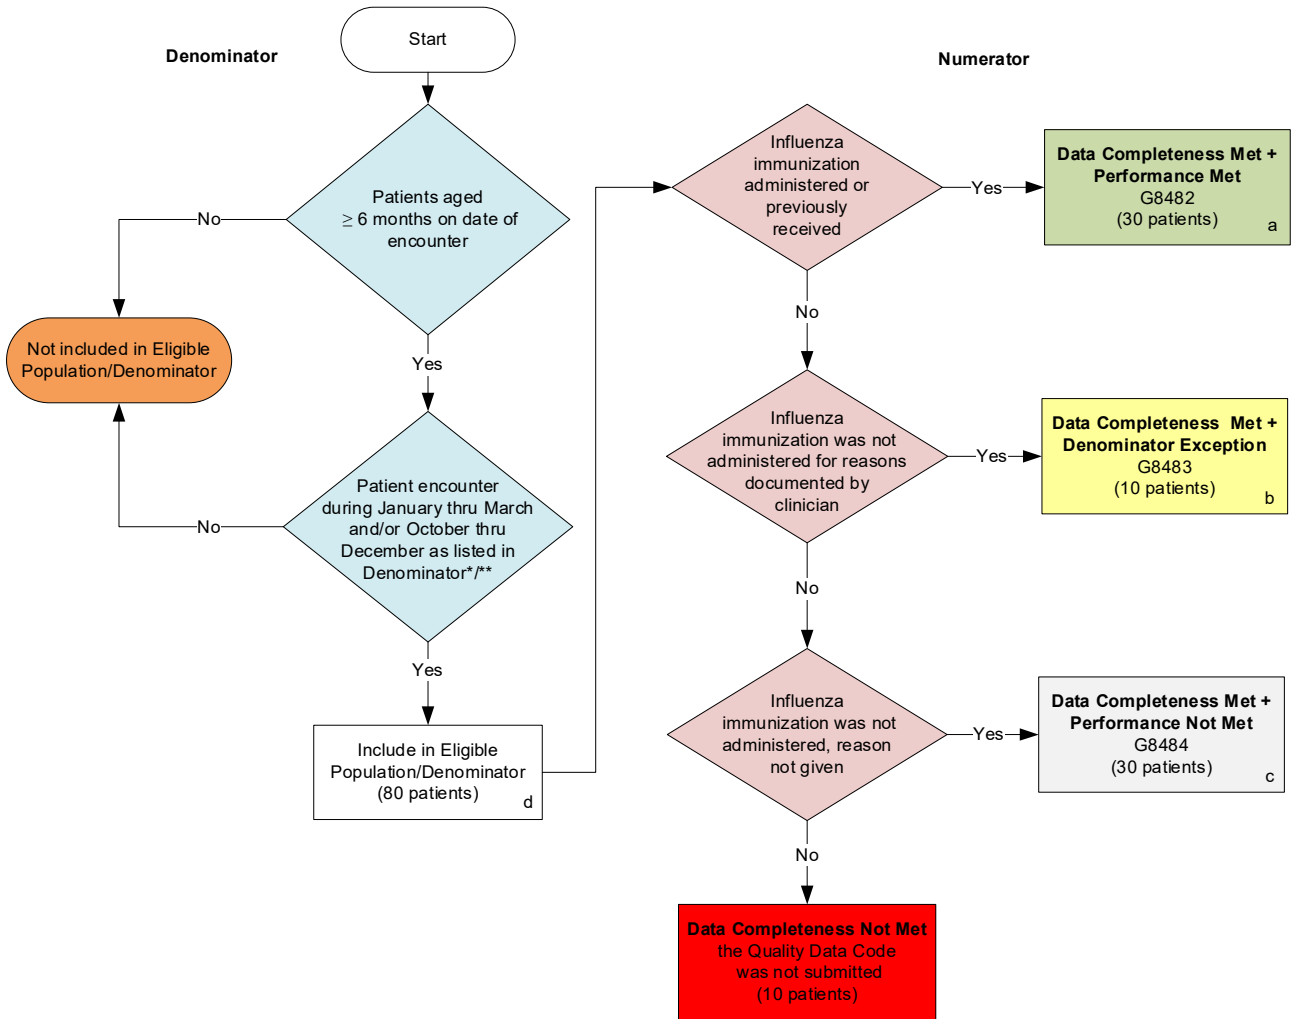 Start
Denominator
Patients aged
≥ 6 months on date of
encounter
No
Yes
Not included in Eligible
Population/Denominator
Patient encounter
during January thru March
and/or October thru
December as listed in
Denominator*/**
No
Yes
Include in Eligible
Population/Denominator
(80 patients)
d
Numerator
Influenza
immunization
administered or
previously
received
Yes
Data Completeness Met +
Performance Met
G8482
(30 patients)
a
No
Influenza
immunization was not
administered for reasons
documented by
clinician
Yes
Data Completeness  Met +
Denominator Exception
G8483
(10 patients)
b
No
Influenza
immunization was not
administered, reason
not given
Yes
Data Completeness Met +
Performance Not Met
G8484
(30 patients)
c
No
Data Completeness Not Met
the Quality Data Code
was not submitted
(10 patients)